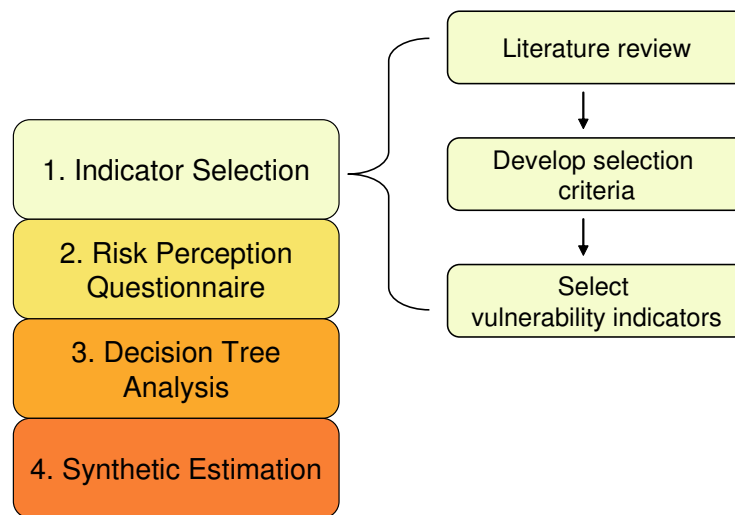 1. Indicator Selection
2. Risk Perception
Questionnaire
3. Decision Tree
Analysis
4. Synthetic Estimation
Literature review
Develop selection
criteria
Select
vulnerability indicators